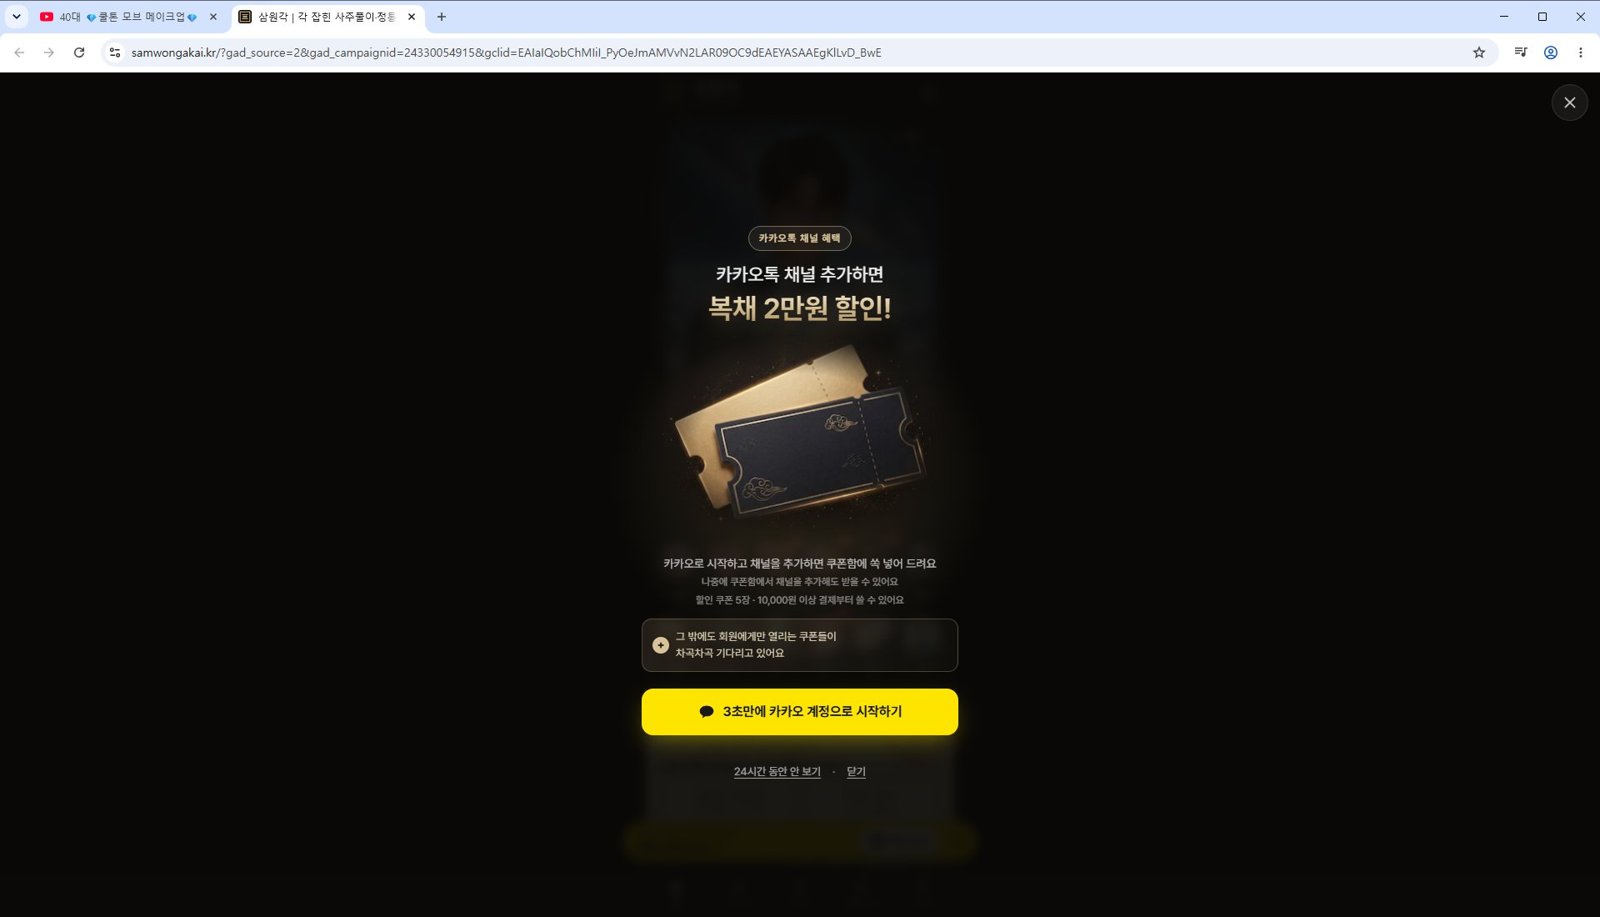 40대 💎쿨톤 모브 메이크업💎
삼원각 | 각 잡힌 사주풀이·정통
samwongakai.kr/?gad_source=2&gad_campaignid=24330054915&gclid=EAIaIQobChMIiI_PyOeJmAMVvN2LAR09OC9dEAEYASAAEgKlLvD_BwE
카카오톡 채널 혜택
카카오톡 채널 추가하면
복채 2만원 할인!
카카오로 시작하고 채널을 추가하면 쿠폰함에 쏙 넣어 드려요
나중에 쿠폰함에서 채널을 추가해도 받을 수 있어요
할인 쿠폰 5장 · 10,000원 이상 결제부터 쓸 수 있어요
그 밖에도 회원에게만 열리는 쿠폰들이
차곡차곡 기다리고 있어요
3초만에 카카오 계정으로 시작하기
24시간 동안 안 보기 · 닫기